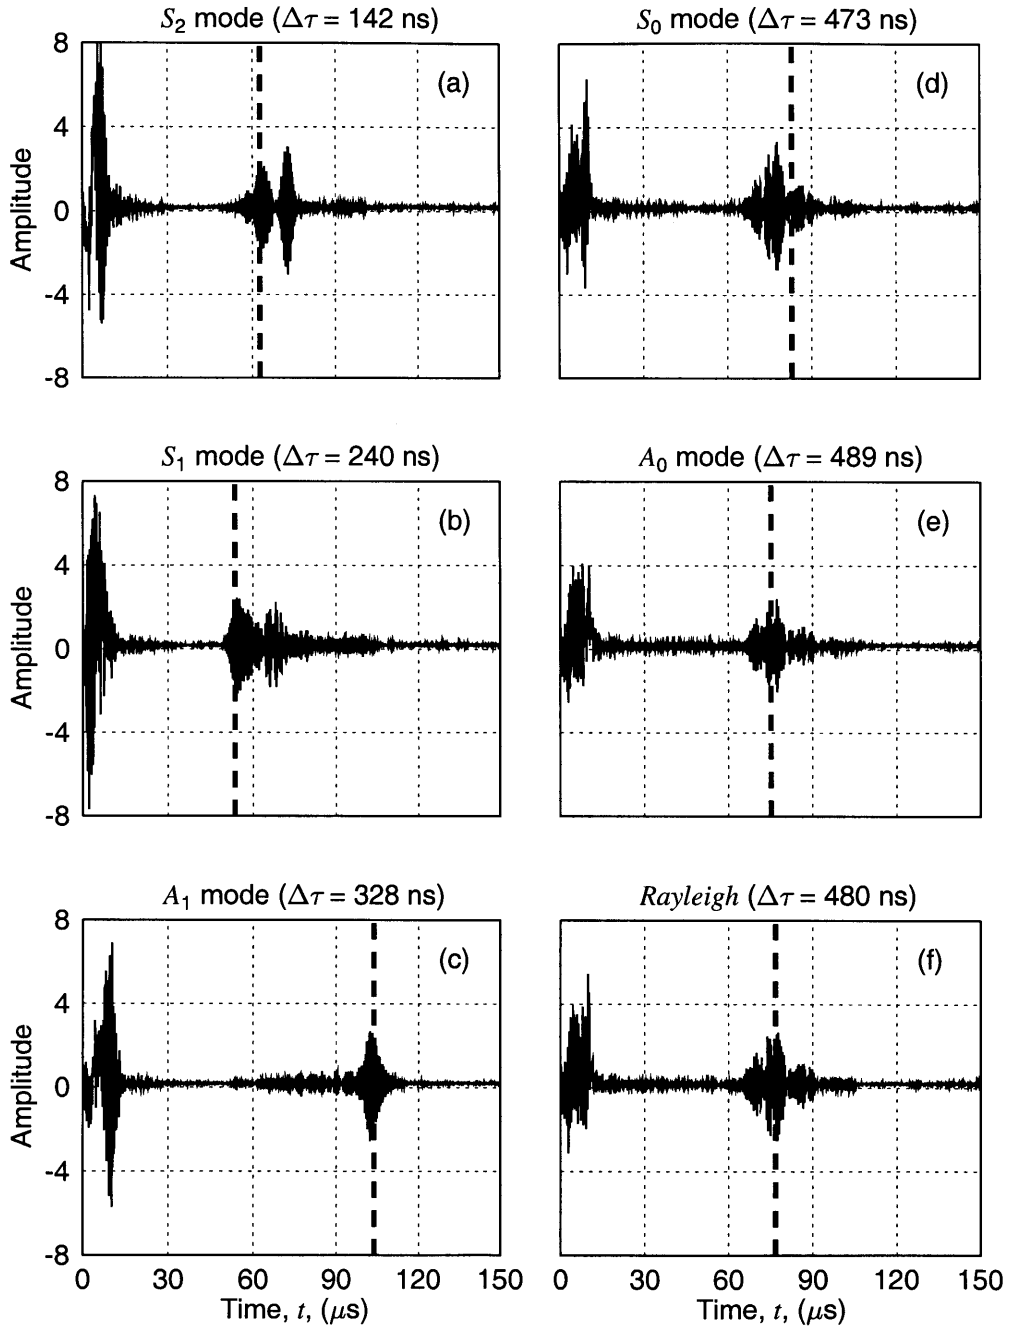 S₂ mode (Δτ = 142 ns)
S₀ mode (Δτ = 473 ns)
8
4
0
-4
-8
Amplitude
(a)
(d)
S₁ mode (Δτ = 240 ns)
A₀ mode (Δτ = 489 ns)
8
4
0
-4
-8
Amplitude
(b)
(e)
A₁ mode (Δτ = 328 ns)
Rayleigh (Δτ = 480 ns)
8
4
0
-4
-8
Amplitude
(c)
(f)
0 30 60 90 120 150
0 30 60 90 120 150
Time, t, (μs)
Time, t, (μs)